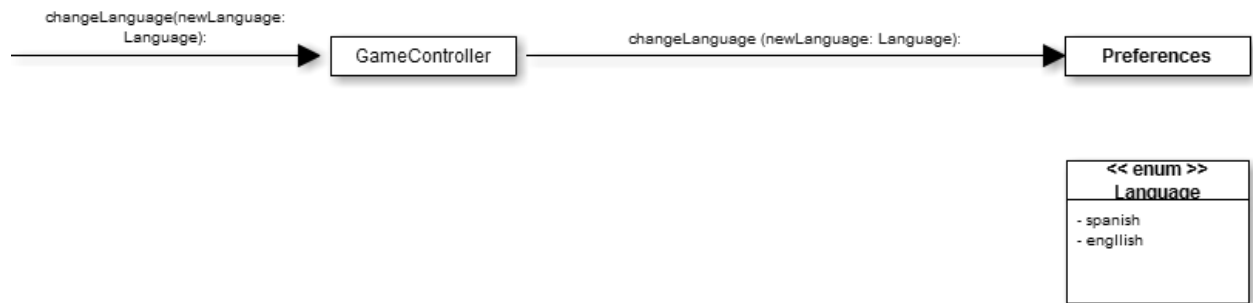 changeLanguage(newLanguage:
Language):
GameController
changeLanguage (newLanguage: Language):
Preferences
<< enum >>
Language
- spanish
- engllish